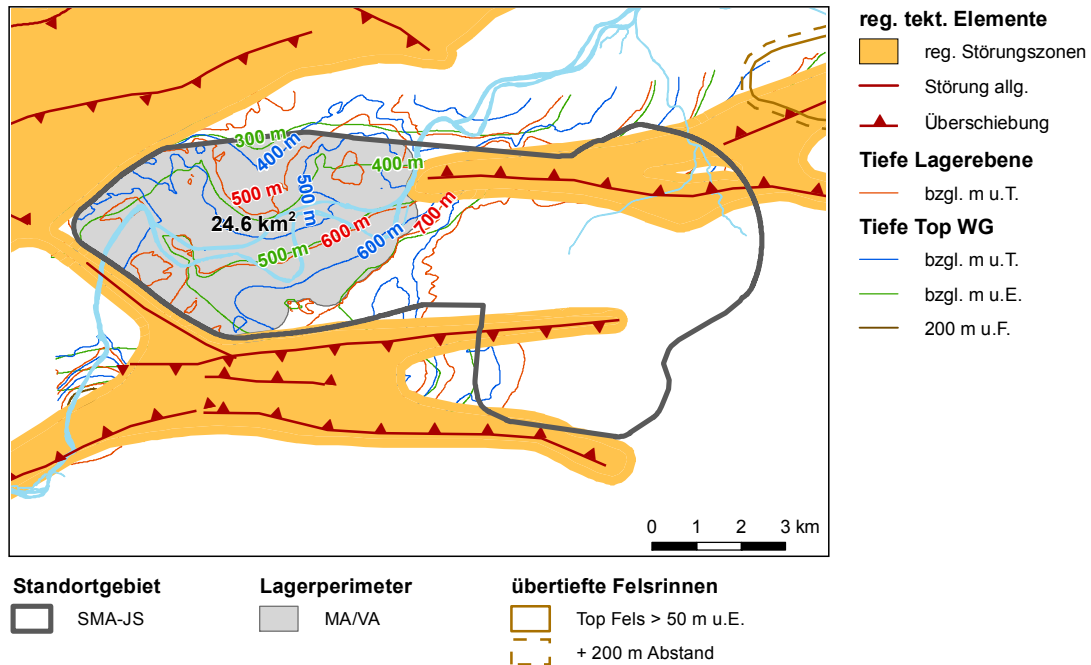 300 m
400 m
400 m
500 m
500 m
24.6 km²
600 m
700 m
500 m
600 m
0 1 2 3 km
reg. tekt. Elemente
reg. Störungszonen
Störung allg.
Überschiebung
Tiefe Lagerebene
bzgl. m u.T.
Tiefe Top WG
bzgl. m u.T.
bzgl. m u.E.
200 m u.F.
Standortgebiet
SMA-JS
Lagerperimeter
MA/VA
übertiefte Felsrinnen
Top Fels > 50 m u.E.
+ 200 m Abstand